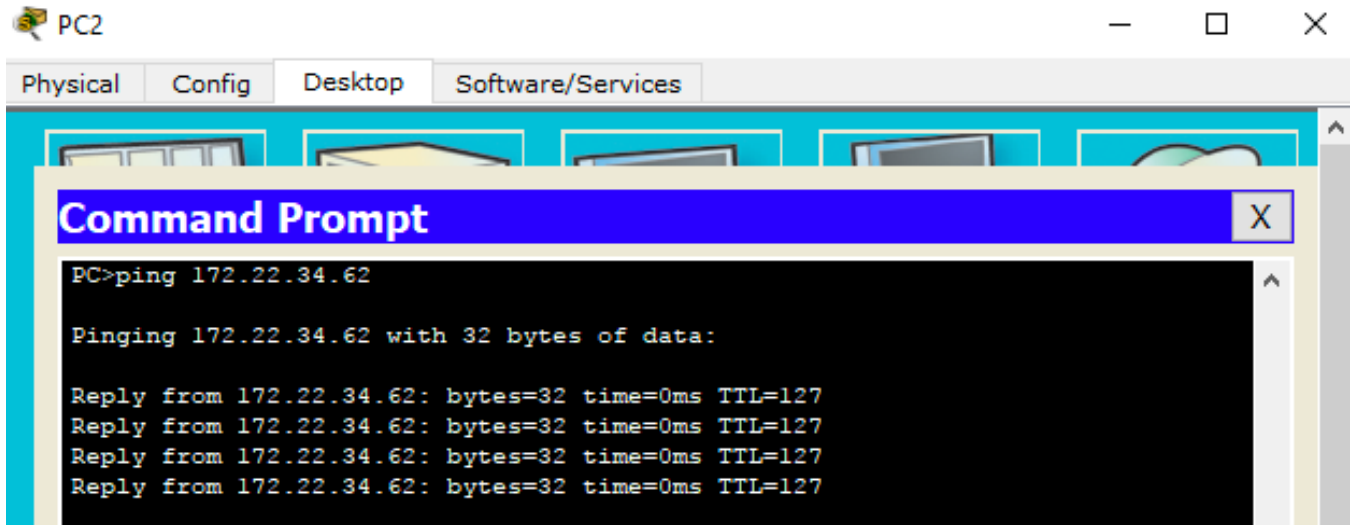 PC2
Physical Config Desktop Software/Services
Command Prompt X
PC>ping 172.22.34.62
Pinging 172.22.34.62 with 32 bytes of data:
Reply from 172.22.34.62: bytes=32 time=0ms TTL=127
Reply from 172.22.34.62: bytes=32 time=0ms TTL=127
Reply from 172.22.34.62: bytes=32 time=0ms TTL=127
Reply from 172.22.34.62: bytes=32 time=0ms TTL=127